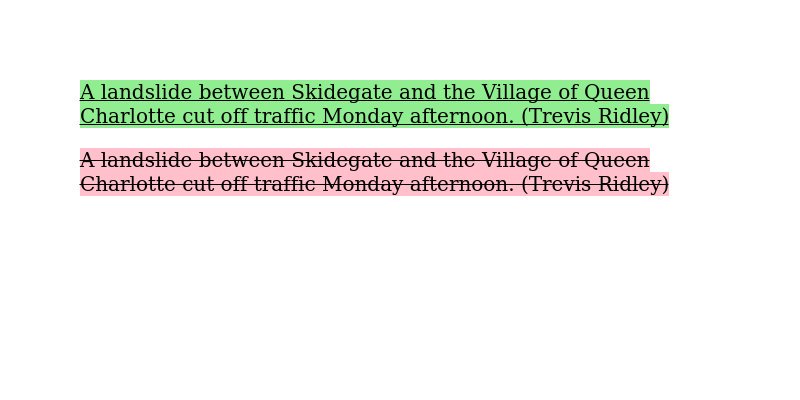 A landslide between Skidegate and the Village of Queen
Charlotte cut off traffic Monday afternoon. (Trevis Ridley)
A landslide between Skidegate and the Village of Queen
Charlotte cut off traffic Monday afternoon. (Trevis Ridley)